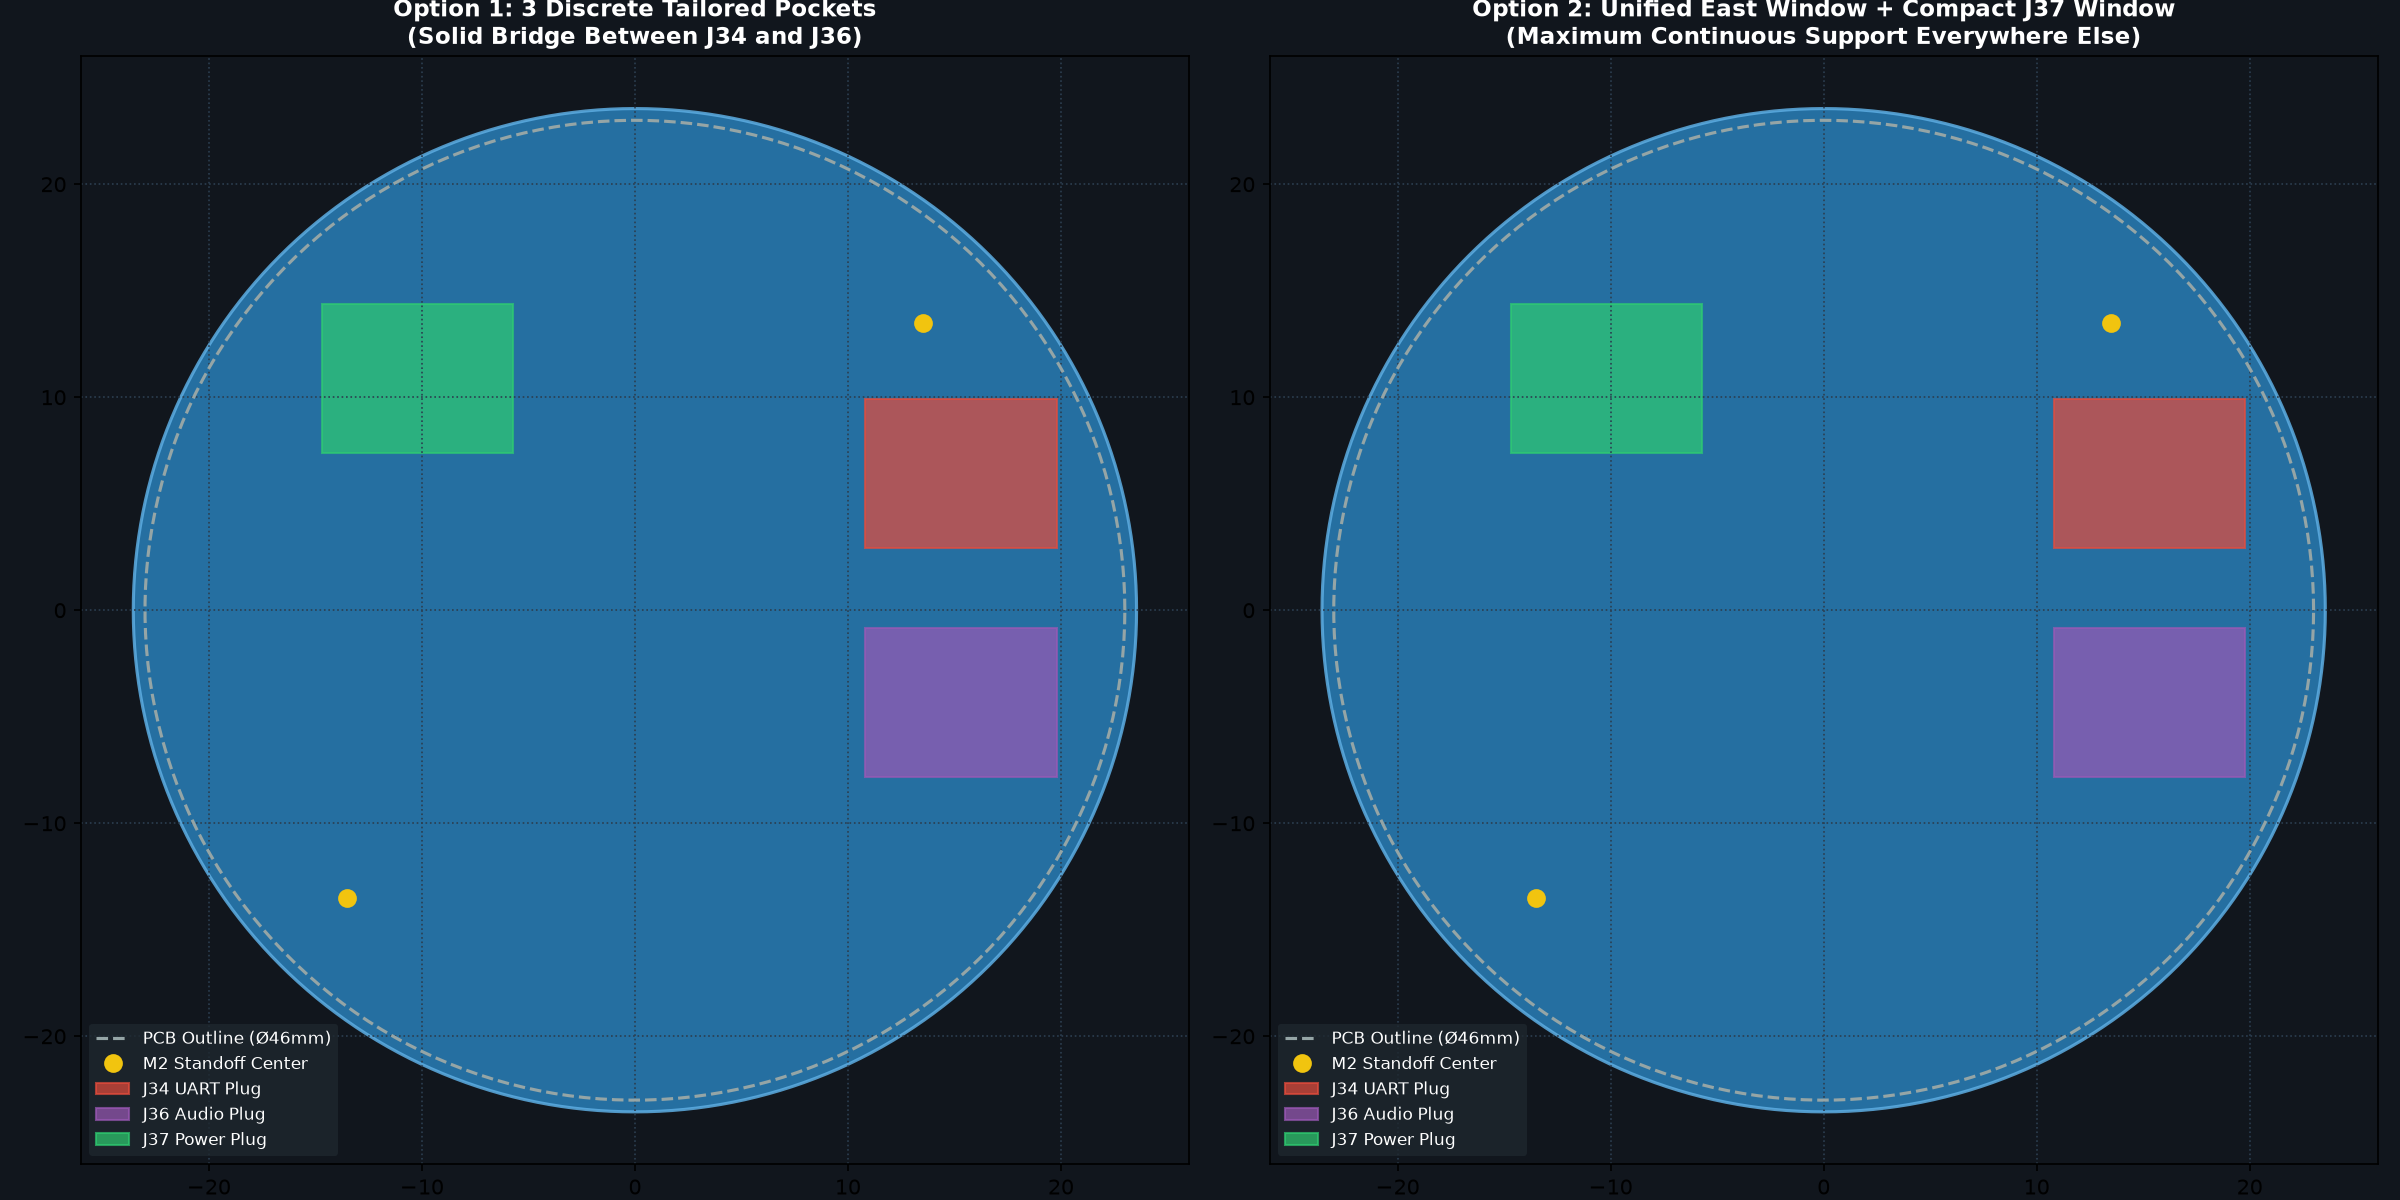 Option 1: 3 Discrete Tailored Pockets
(Solid Bridge Between J34 and J36)
20
10
0
−10
−20
−20
−10
0
10
20
PCB Outline (Ø46mm)
M2 Standoff Center
J34 UART Plug
J36 Audio Plug
J37 Power Plug
Option 2: Unified East Window + Compact J37 Window
(Maximum Continuous Support Everywhere Else)
20
10
0
−10
−20
−20
−10
0
10
20
PCB Outline (Ø46mm)
M2 Standoff Center
J34 UART Plug
J36 Audio Plug
J37 Power Plug